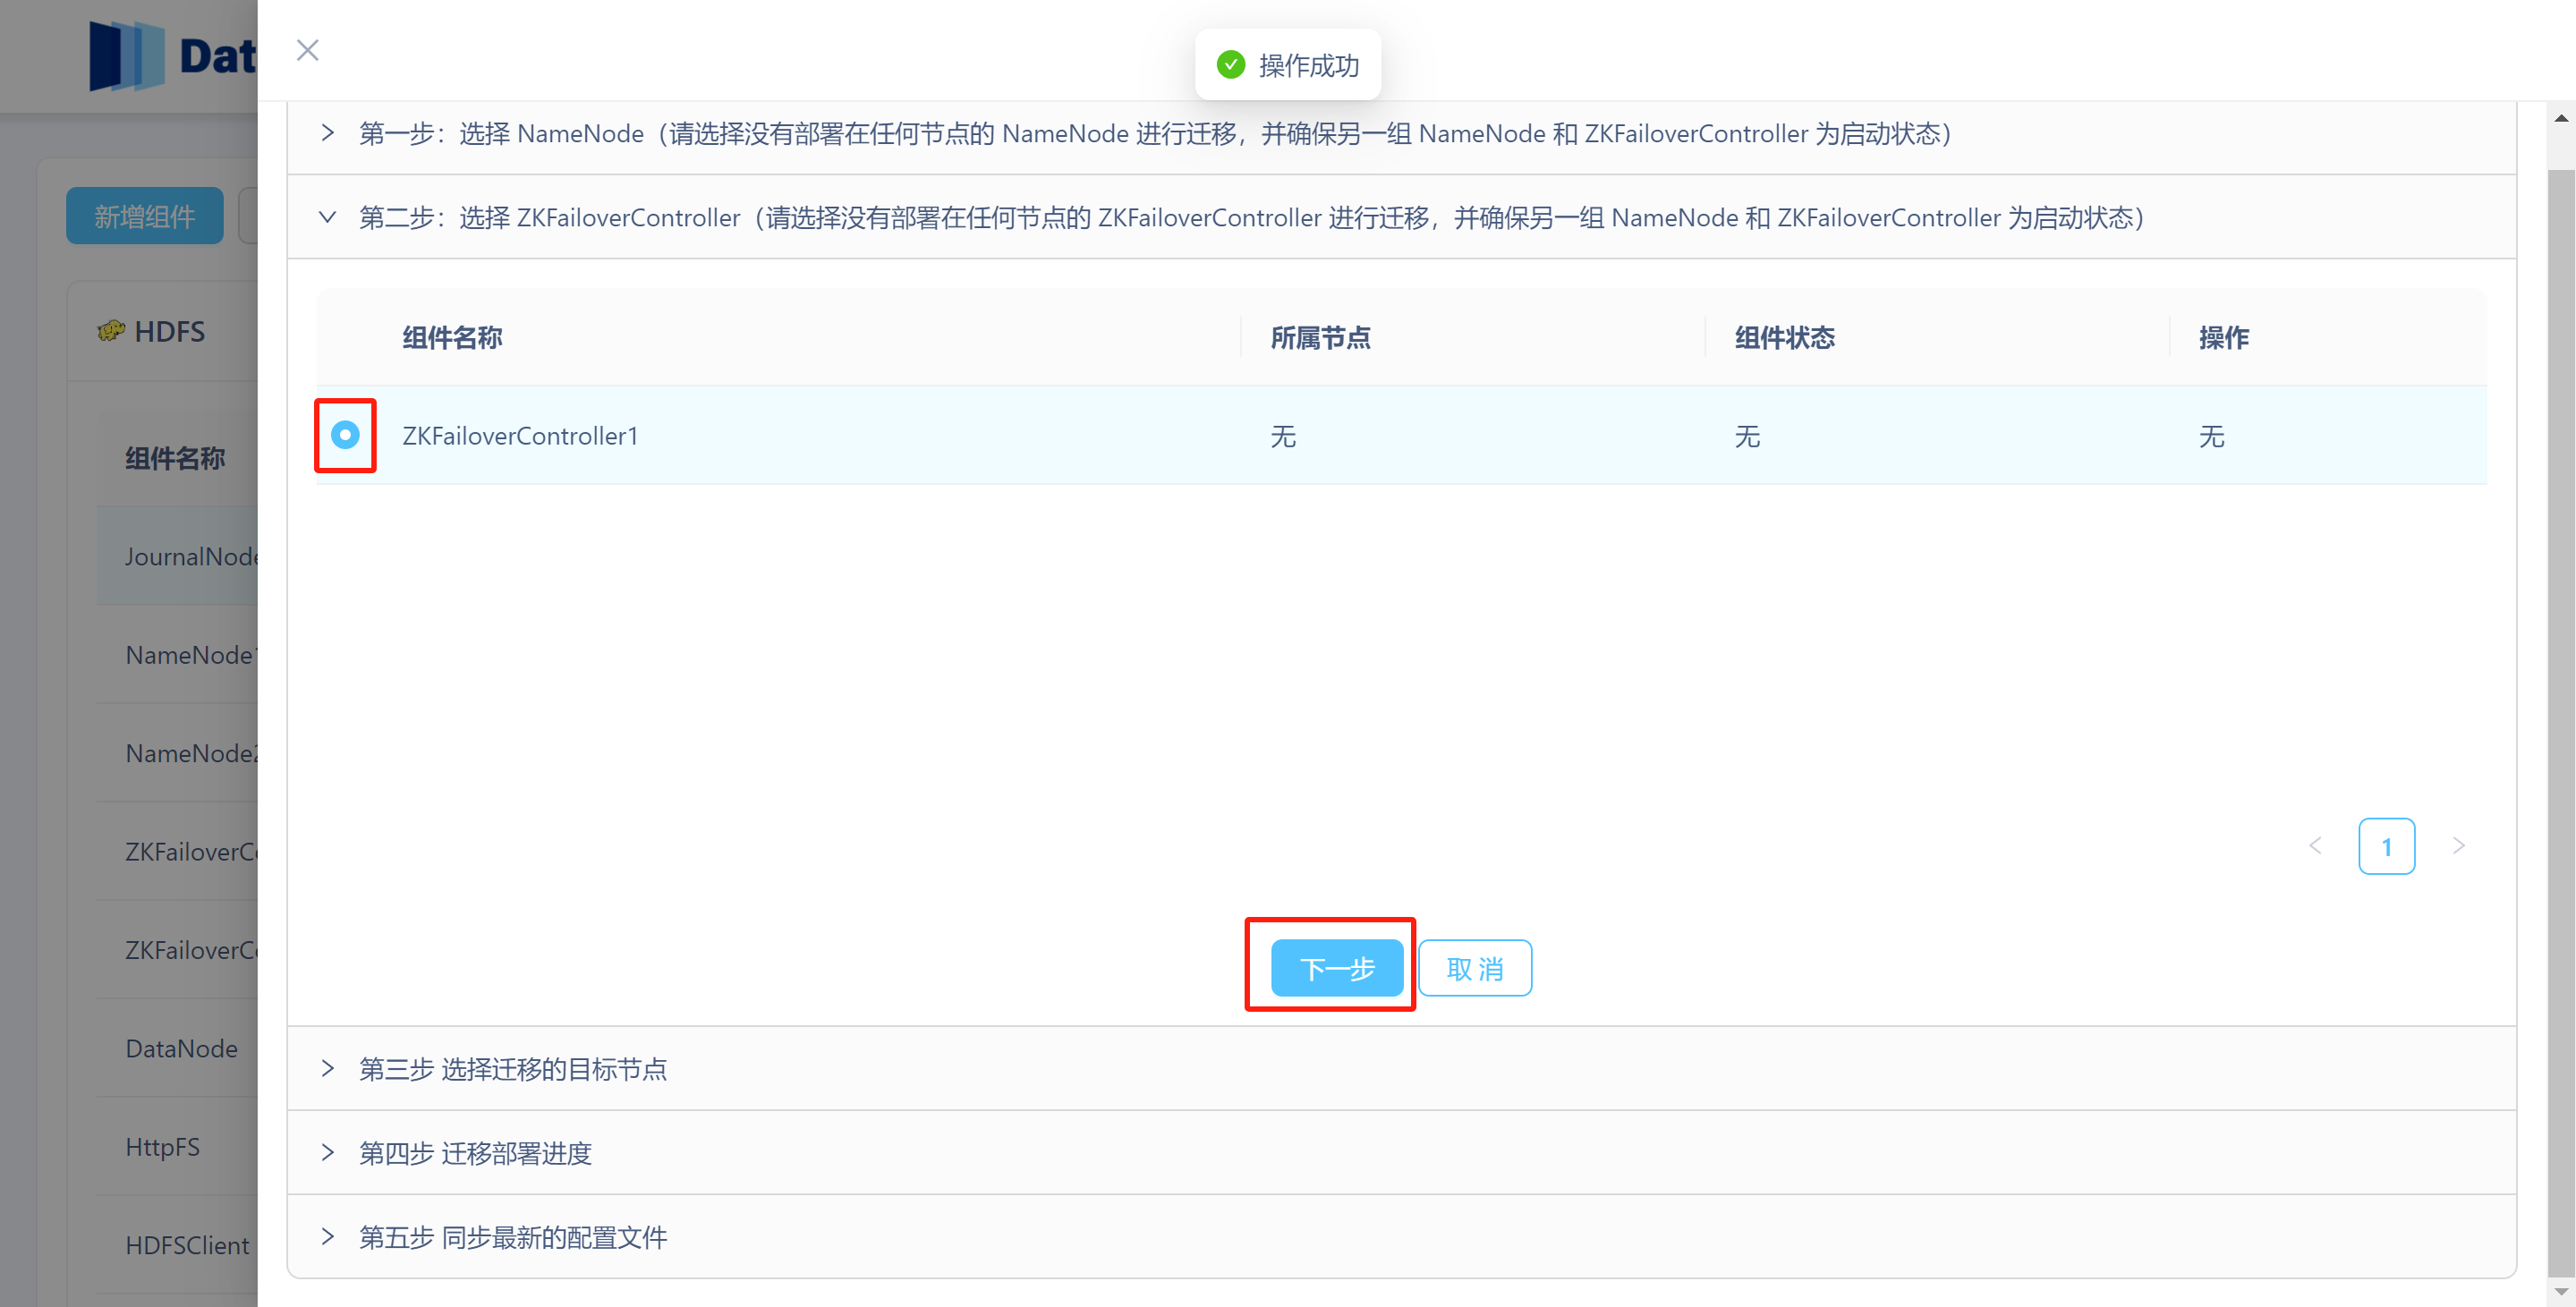 Dat
操作成功
第一步：选择 NameNode（请选择没有部署在任何节点的 NameNode 进行迁移，并确保另一组 NameNode 和 ZKFailoverController 为启动状态）
新增组件
第二步：选择 ZKFailoverController（请选择没有部署在任何节点的 ZKFailoverController 进行迁移，并确保另一组 NameNode 和 ZKFailoverController 为启动状态）
HDFS
组件名称 所属节点 组件状态 操作
ZKFailoverController1 无 无 无
组件名称
JournalNode
NameNode1
NameNode2
ZKFailoverCo
ZKFailoverCo
DataNode
HttpFS
HDFSClient
1
下一步 取 消
第三步 选择迁移的目标节点
第四步 迁移部署进度
第五步 同步最新的配置文件